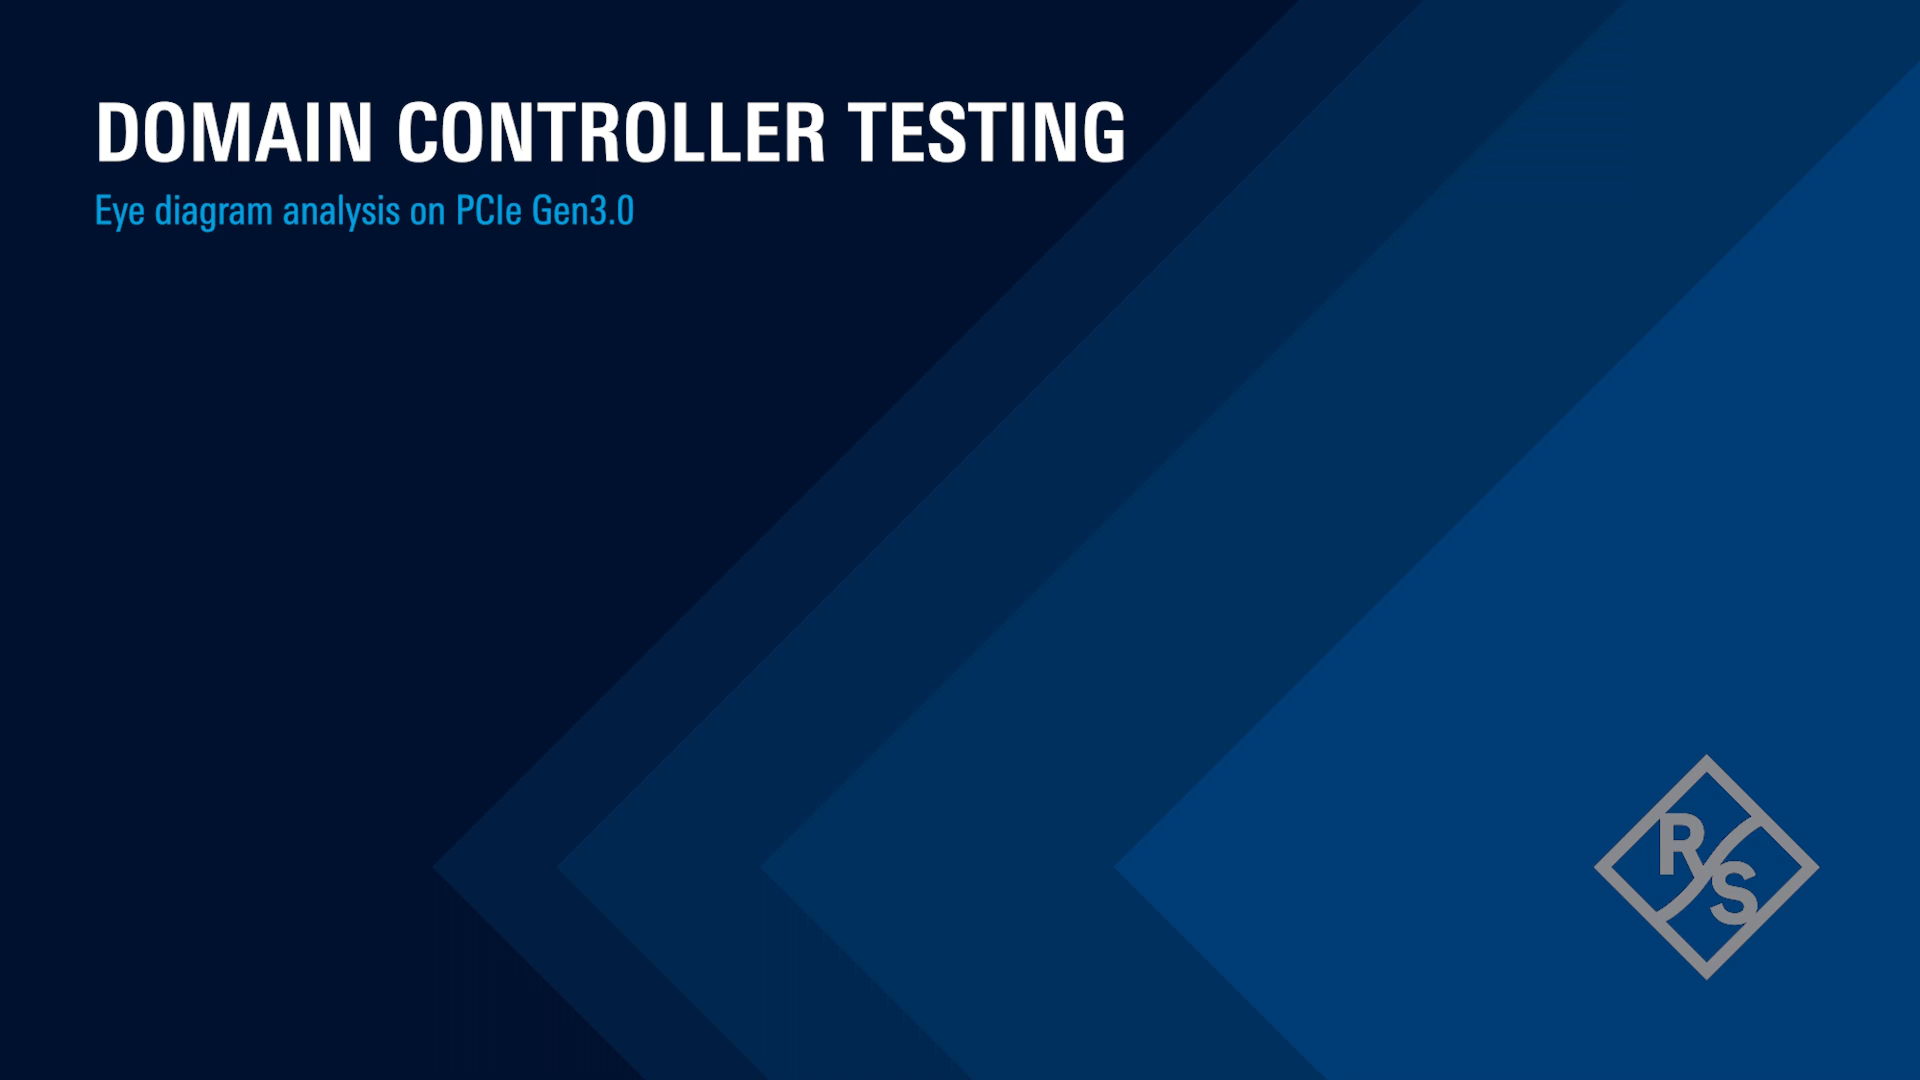 DOMAIN CONTROLLER TESTING
Eye diagram analysis on PCIe Gen3.0
R S